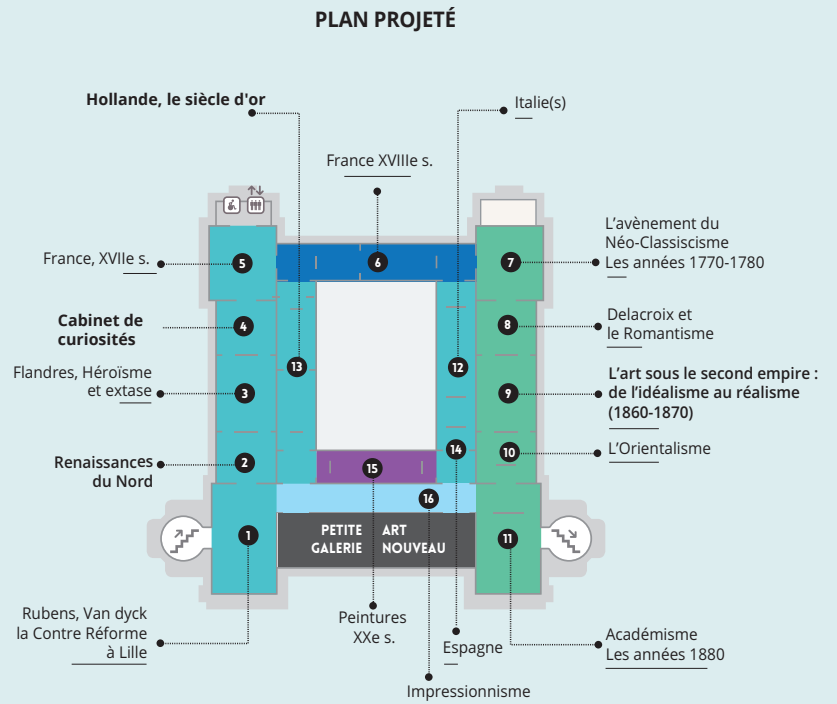 PLAN PROJETÉ
Hollande, le siècle d'or
Italie(s)
France XVIIIe s.
France, XVIIe s.
L'avènement du
Néo-Classiscisme
Les années 1770-1780
Cabinet de
curiosités
Delacroix et
le Romantisme
Flandres, Héroïsme
et extase
L'art sous le second empire :
de l'idéalisme au réalisme
(1860-1870)
Renaissances
du Nord
L'Orientalisme
5
6
7
4
8
13
12
3
9
2
14
10
15
16
1
11
PETITE ART
GALERIE NOUVEAU
Rubens, Van dyck
la Contre Réforme
à Lille
Peintures
XXe s.
Espagne
Académisme
Les années 1880
Impressionnisme